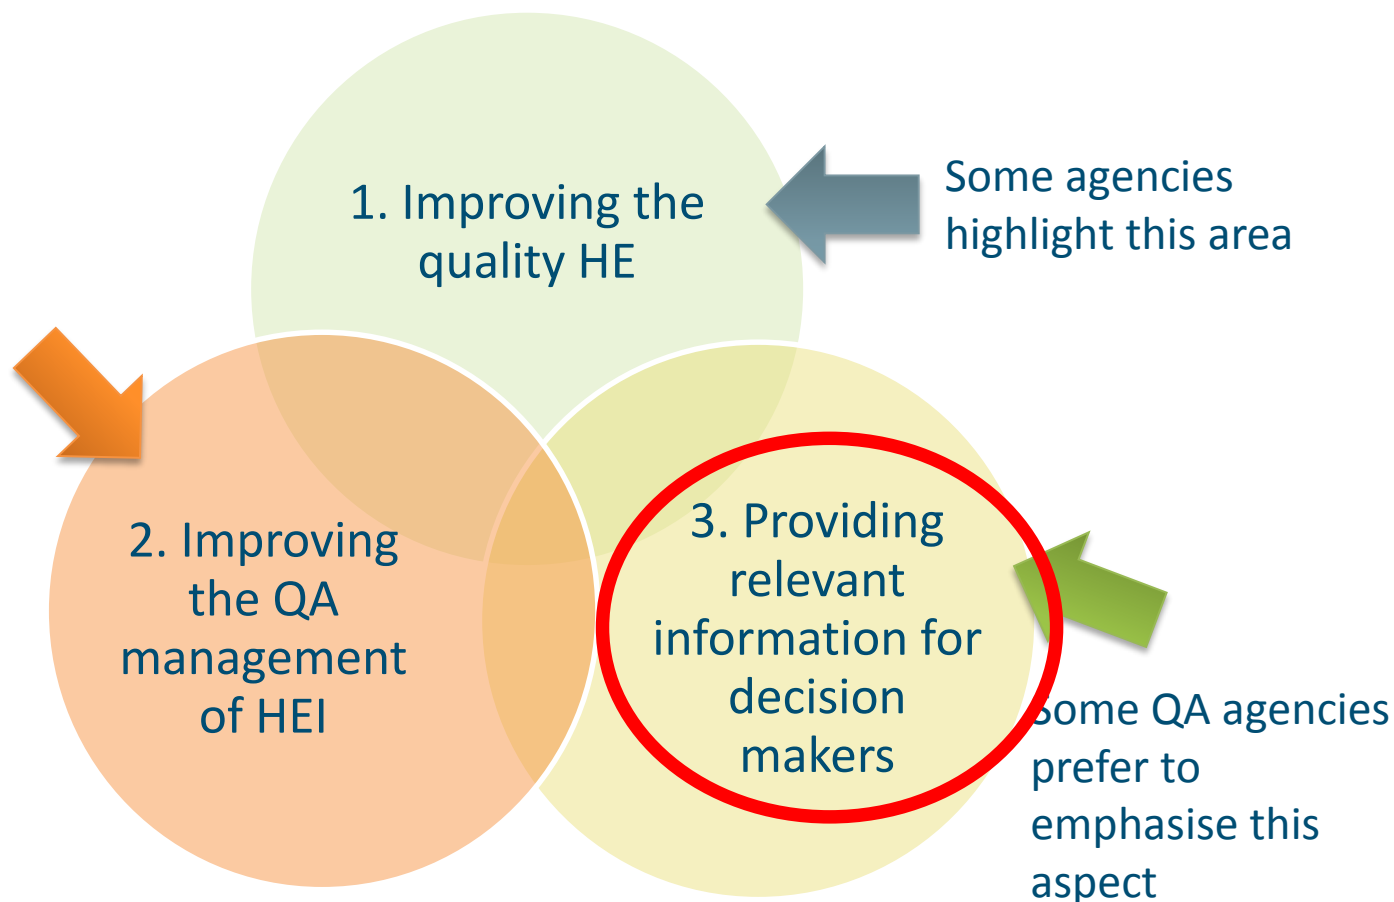 1. Improving the
quality HE
Some agencies
highlight this area
2. Improving
the QA
management
of HEI
3. Providing
relevant
information for
decision
makers
Some QA agencies
prefer to
emphasise this
aspect